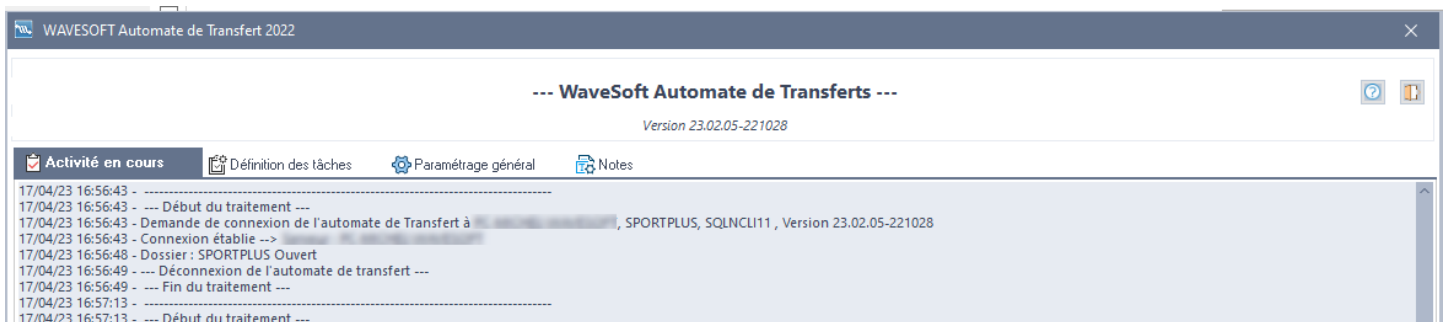 WAVESOFT Automate de Transfert 2022
--- WaveSoft Automate de Transferts ---
Version 23.02.05-221028
Activité en cours Définition des tâches Paramétrage général Notes
17/04/23 16:56:43 - -----------------------------------------------------------------------------------
17/04/23 16:56:43 - --- Début du traitement ---
17/04/23 16:56:43 - Demande de connexion de l'automate de Transfert à , SPORTPLUS, SQLNCLI11 , Version 23.02.05-221028
17/04/23 16:56:43 - Connexion établie -->
17/04/23 16:56:48 - Dossier : SPORTPLUS Ouvert
17/04/23 16:56:49 - --- Déconnexion de l'automate de transfert ---
17/04/23 16:56:49 - --- Fin du traitement ---
17/04/23 16:57:13 - -----------------------------------------------------------------------------------
17/04/23 16:57:13 - --- Début du traitement ---